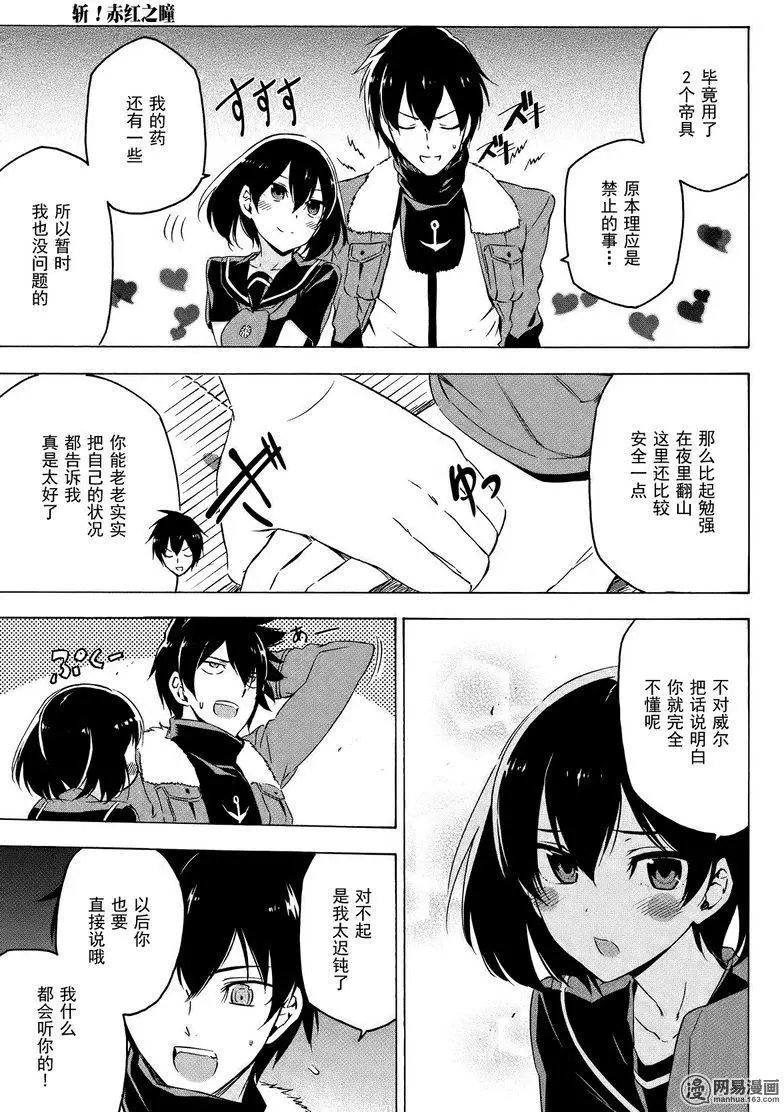 斩！赤红之瞳
毕竟用了
2个帝具
原本理应是
禁止的事…
ズギ
ズギ
すすす
我的药
还有一些
所以暂时
我也没问题的
那么比起勉强
在夜里翻山
这里还比较
安全一点
ゆっ
ぎゅ
你能老老实实
把自己的状况
都告诉我
真是太好了
不对威尔
把话说明白
你就完全
不懂呢
あー
ぷくー
对不起
是我太迟钝了
以后你
也要
直接说哦
我什么
都会听你的！
漫
网易漫画
manhua.163.com